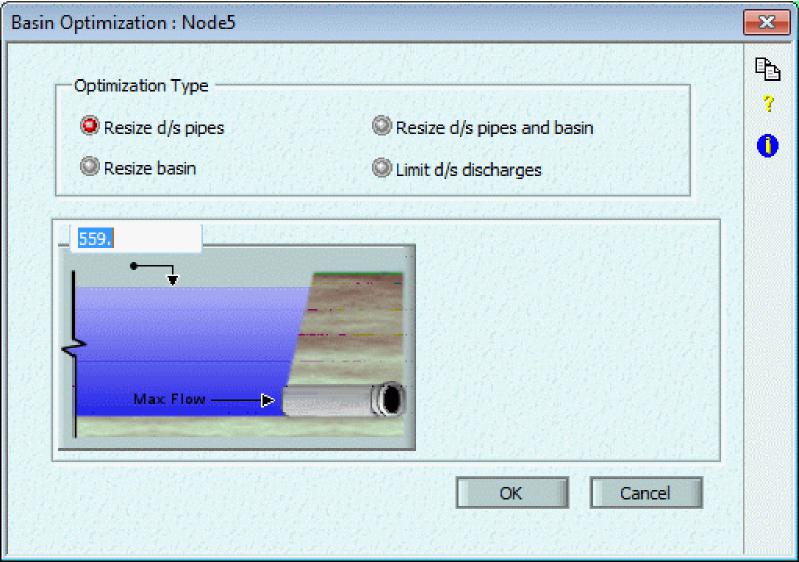 Basin Optimization : Node5
Optimization Type
Resize d/s pipes
Resize d/s pipes and basin
Resize basin
Limit d/s discharges
559.
Max Flow
OK
Cancel